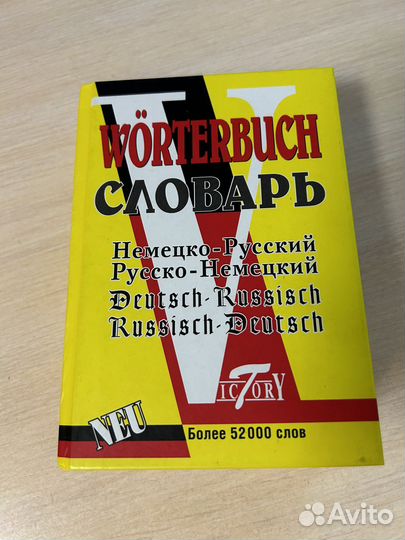 WÖRTERBUCH
СЛОВАРЬ
Немецко-Русский
Русско-Немецкий
Deutsch-Russisch
Russisch-Deutsch
VICTORY
NEU
Более 52000 слов
Avito